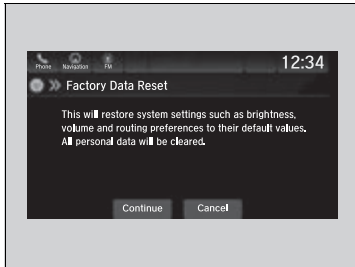 12:34
Phone Navigation FM
Factory Data Reset
This will restore system settings such as brightness,
volume and routing preferences to their default values.
All personal data will be cleared.
Continue Cancel